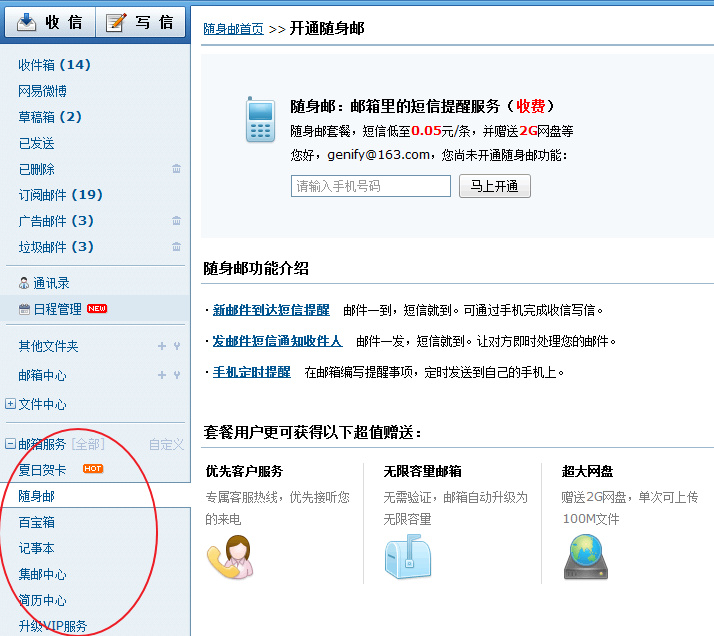 收 信
写 信
收件箱 (14)
网易微博
草稿箱 (2)
已发送
已删除
订阅邮件 (19)
广告邮件 (3)
垃圾邮件 (3)
通讯录
日程管理 NEW
其他文件夹
邮箱中心
文件中心
邮箱服务 [全部] 自定义
夏日贺卡 HOT
随身邮
百宝箱
记事本
集邮中心
简历中心
升级VIP服务
随身邮首页 >> 开通随身邮
随身邮：邮箱里的短信提醒服务（收费）
随身邮套餐，短信低至0.05元/条，并赠送2G网盘等
您好，genify@163.com，您尚未开通随身邮功能：
请输入手机号码 马上开通
随身邮功能介绍
· 新邮件到达短信提醒 邮件一到，短信就到。可通过手机完成收信写信。
· 发邮件短信通知收件人 邮件一发，短信就到。让对方即时处理您的邮件。
· 手机定时提醒 在邮箱编写提醒事项，定时发送到自己的手机上。
套餐用户更可获得以下超值赠送：
优先客户服务
专属客服热线，优先接听您
的来电
无限容量邮箱
无需验证，邮箱自动升级为
无限容量
超大网盘
赠送2G网盘，单次可上传
100M文件